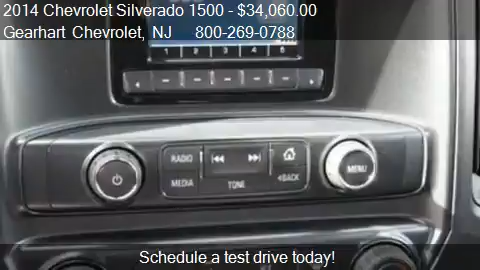 2014 Chevrolet Silverado 1500 - $34,060.00
Gearhart Chevrolet, NJ 800-269-0788
1 2 3 4 5 6
RADIO
MEDIA
TONE
<BACK
MENU
Schedule a test drive today!